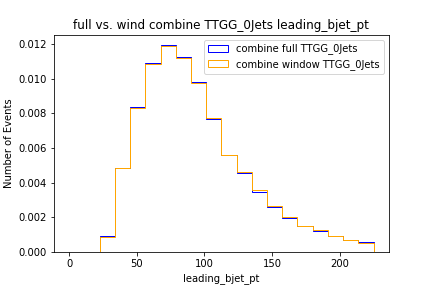 full vs. wind combine TTGG_0Jets leading_bjet_pt
combine full TTGG_0Jets
combine window TTGG_0Jets
Number of Events
0.012
0.010
0.008
0.006
0.004
0.002
0.000
0
50
100
150
200
leading_bjet_pt